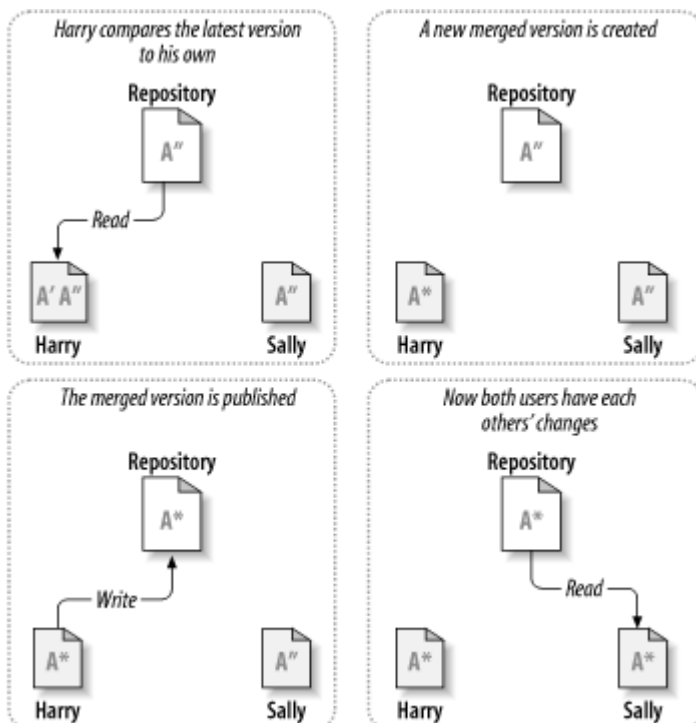 Harry compares the latest version
to his own
Repository
A″
Read
A′ A″
A″
Harry
Sally
A new merged version is created
Repository
A″
A*
A″
Harry
Sally
The merged version is published
Repository
A*
Write
A*
A″
Harry
Sally
Now both users have each
others’ changes
Repository
A*
Read
A*
A*
Harry
Sally